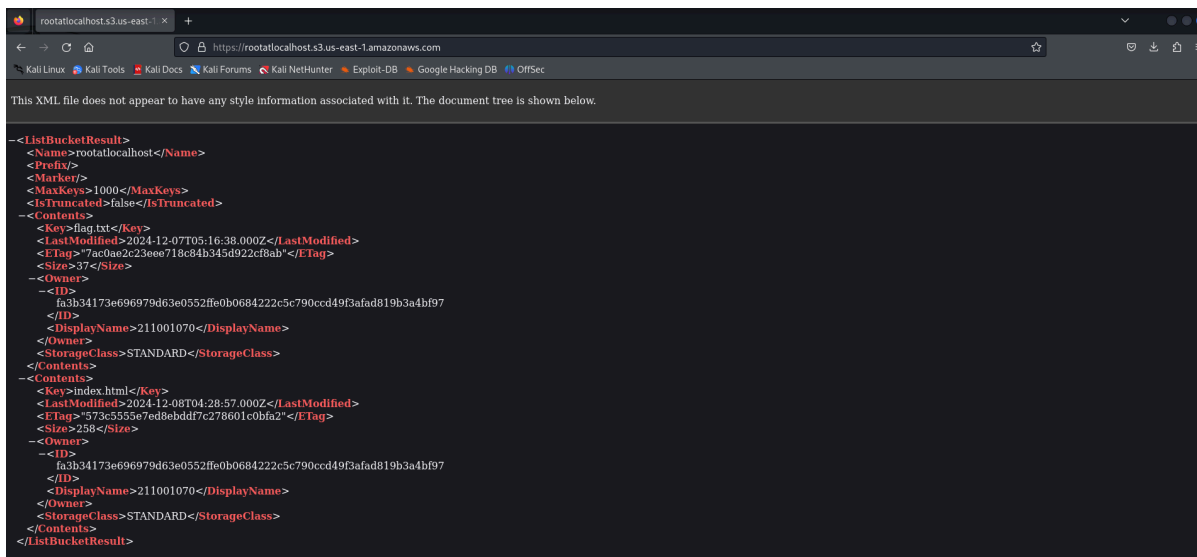 rootatlocalhost.s3.us-east-1
https://rootatlocalhost.s3.us-east-1.amazonaws.com
Kali Linux Kali Tools Kali Docs Kali Forums Kali NetHunter Exploit-DB Google Hacking DB OffSec
This XML file does not appear to have any style information associated with it. The document tree is shown below.
−<ListBucketResult>
<Name>rootatlocalhost</Name>
<Prefix/>
<Marker/>
<MaxKeys>1000</MaxKeys>
<IsTruncated>false</IsTruncated>
−<Contents>
<Key>flag.txt</Key>
<LastModified>2024-12-07T05:16:38.000Z</LastModified>
<ETag>"7ac0ae2c23eee718c84b345d922cf8ab"</ETag>
<Size>37</Size>
−<Owner>
−<ID>
fa3b34173e696979d63e0552ffe0b0684222c5c790ccd49f3afad819b3a4bf97
</ID>
<DisplayName>211001070</DisplayName>
</Owner>
<StorageClass>STANDARD</StorageClass>
</Contents>
−<Contents>
<Key>index.html</Key>
<LastModified>2024-12-08T04:28:57.000Z</LastModified>
<ETag>"573c5555e7ed8ebddf7c278601c0bfa2"</ETag>
<Size>258</Size>
−<Owner>
−<ID>
fa3b34173e696979d63e0552ffe0b0684222c5c790ccd49f3afad819b3a4bf97
</ID>
<DisplayName>211001070</DisplayName>
</Owner>
<StorageClass>STANDARD</StorageClass>
</Contents>
</ListBucketResult>